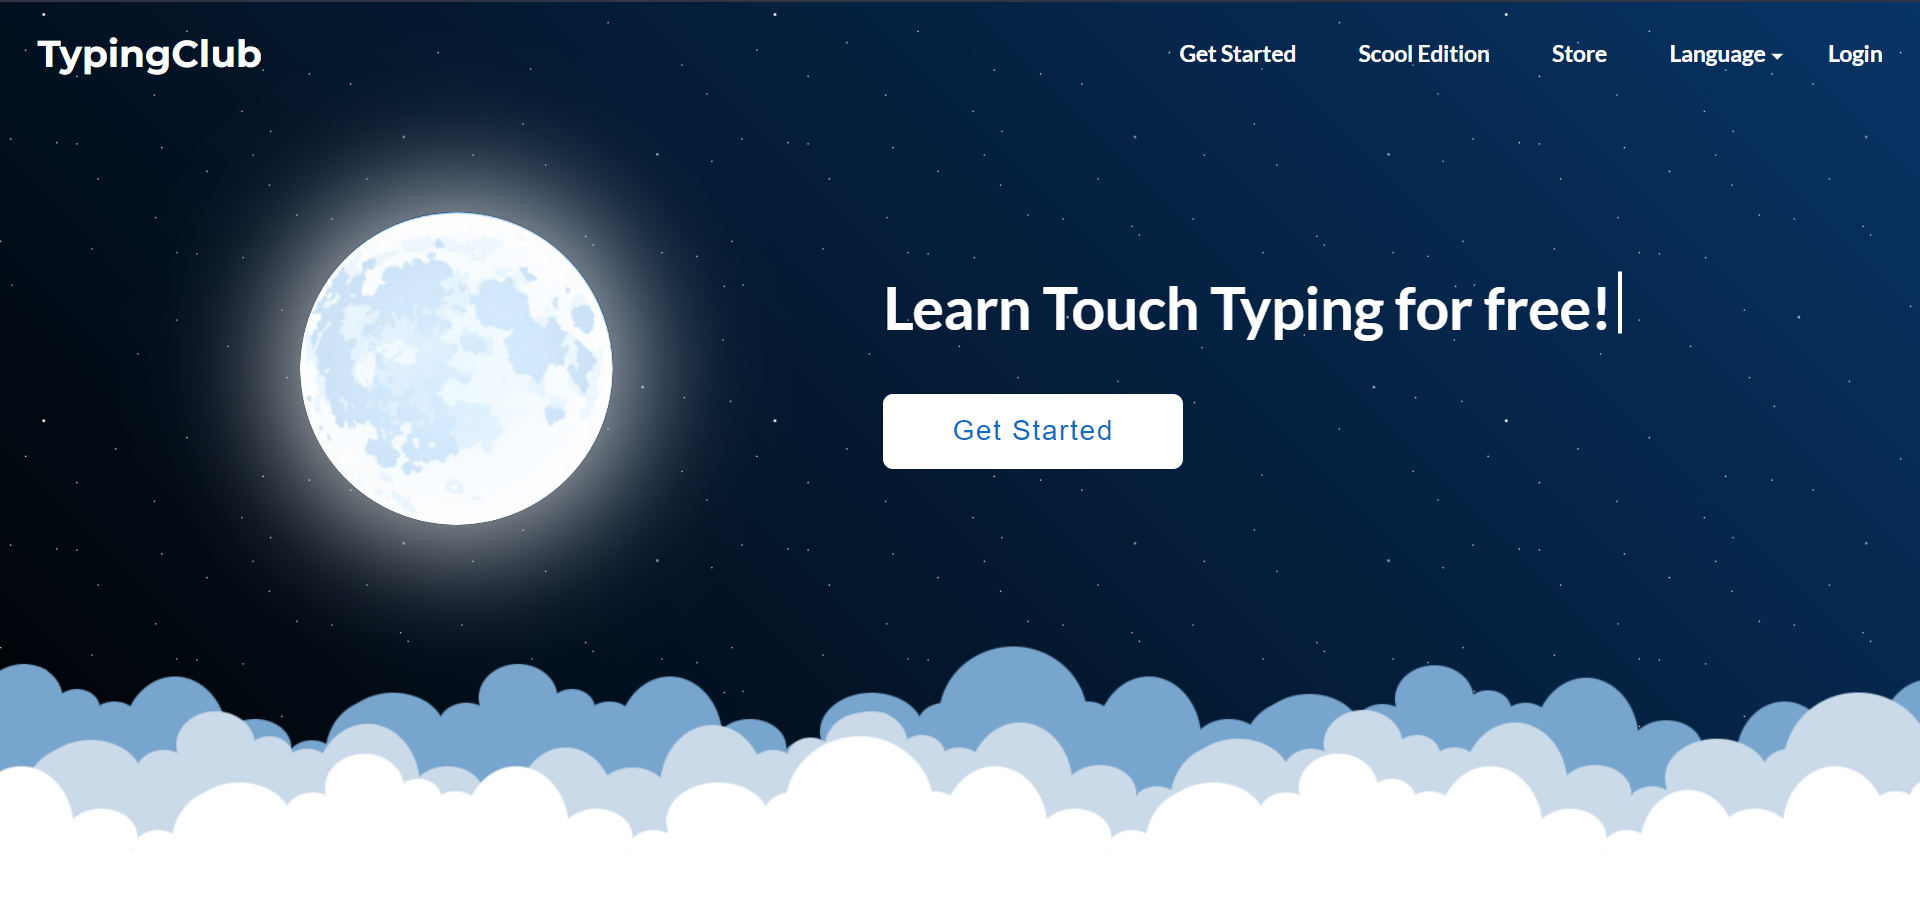 TypingClub
Get Started
Scool Edition
Store
Language
Login
Learn Touch Typing for free!
Get Started